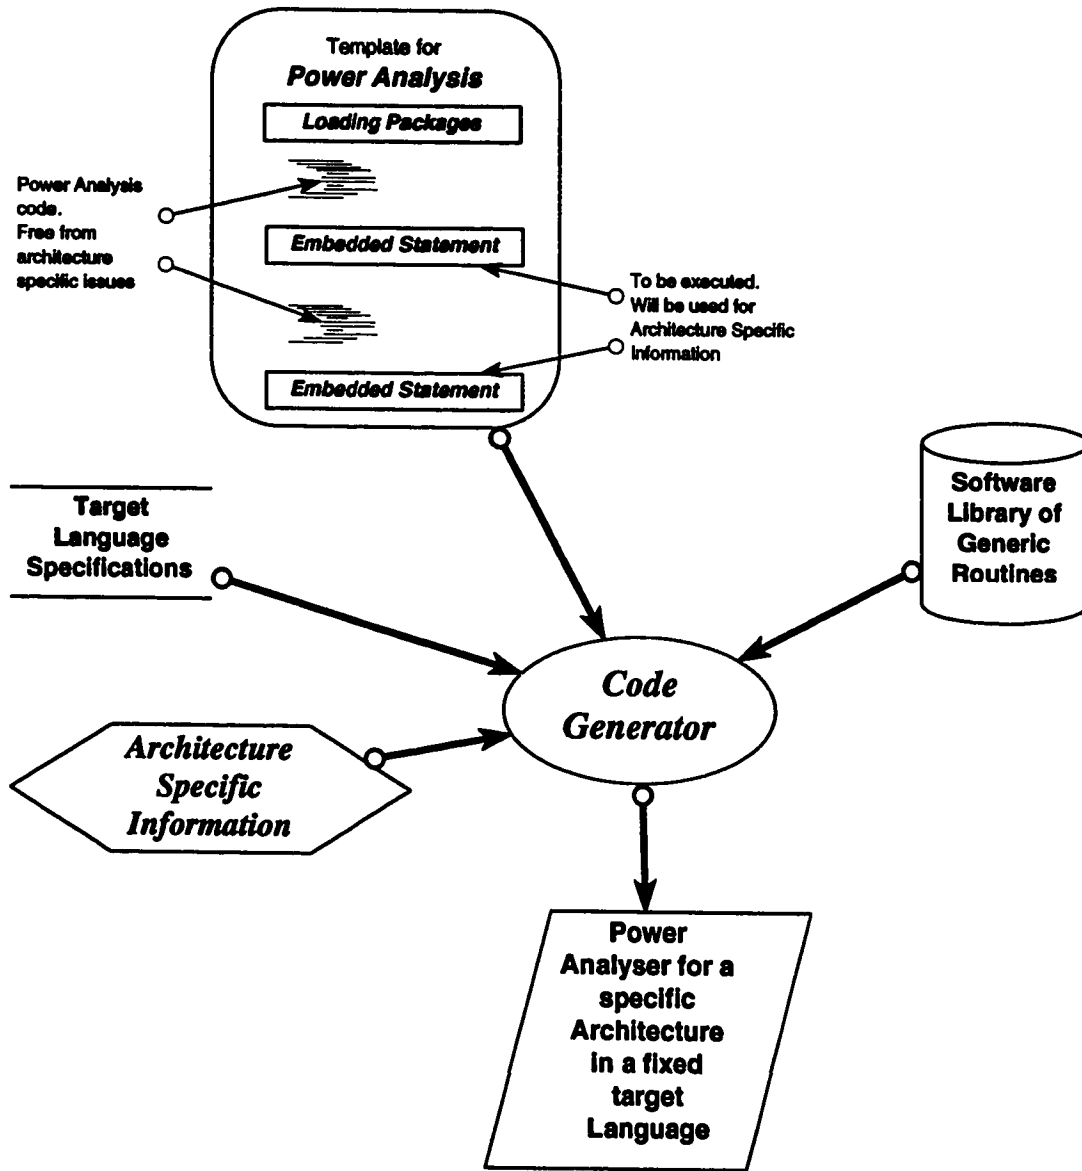 Template for
Power Analysis
Loading Packages
Power Analysis
code.
Free from
architecture
specific issues
Embedded Statement
To be executed.
Will be used for
Architecture Specific
Information
Embedded Statement
Target
Language
Specifications
Software
Library of
Generic
Routines
Code
Generator
Architecture
Specific
Information
Power
Analyser for a
specific
Architecture
in a fixed
target
Language